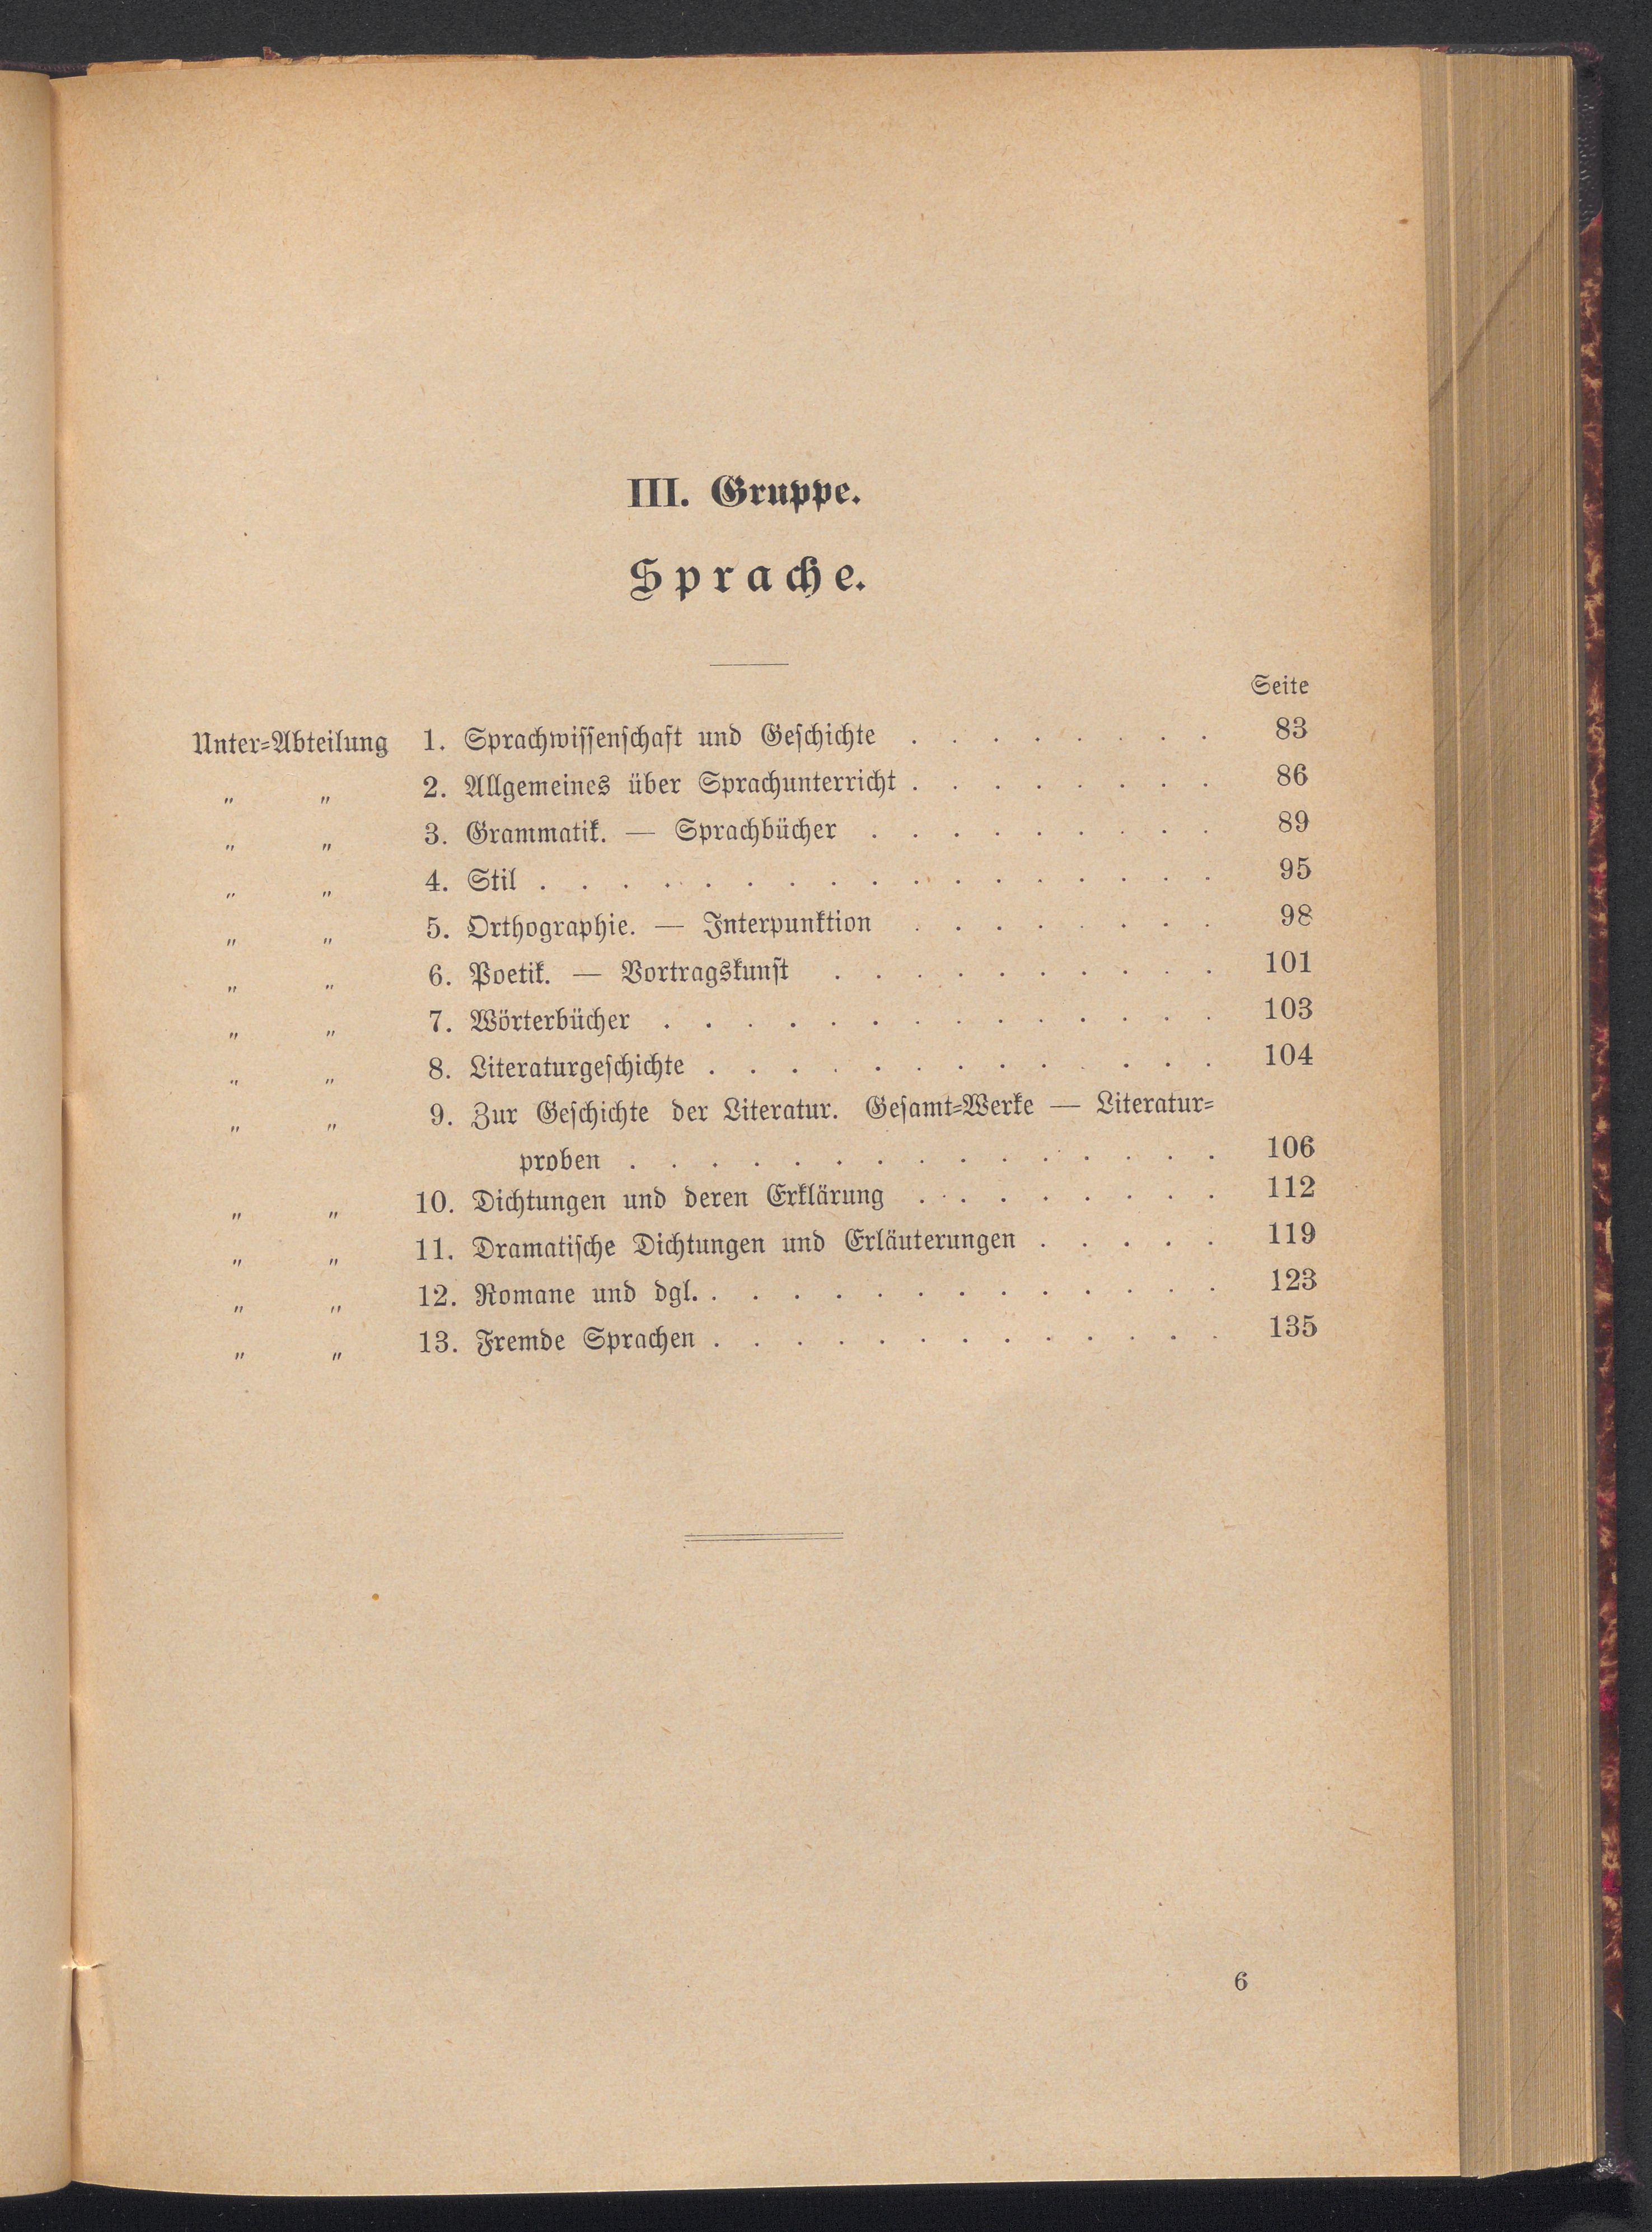 III. Gruppe.
Sprache.
Seite
Unter-Abteilung 1. Sprachwissenschaft und Geschichte . . . . . . . . 83
" " 2. Allgemeines über Sprachunterricht . . . . . . . . 86
" " 3. Grammatik. — Sprachbücher . . . . . . . . . 89
" " 4. Stil . . . . . . . . . . . . . . . . . 95
" " 5. Orthographie. — Interpunktion . . . . . . . . 98
" " 6. Poetik. — Vortragskunst . . . . . . . . . . 101
" " 7. Wörterbücher . . . . . . . . . . . . . . 103
" " 8. Literaturgeschichte . . . . . . . . . . . . . 104
" " 9. Zur Geschichte der Literatur. Gesamt-Werke — Literatur-
proben . . . . . . . . . . . . . . . 106
" " 10. Dichtungen und deren Erklärung . . . . . . . . 112
" " 11. Dramatische Dichtungen und Erläuterungen . . . . . 119
" " 12. Romane und dgl. . . . . . . . . . . . . . 123
" " 13. Fremde Sprachen . . . . . . . . . . . . . 135
6